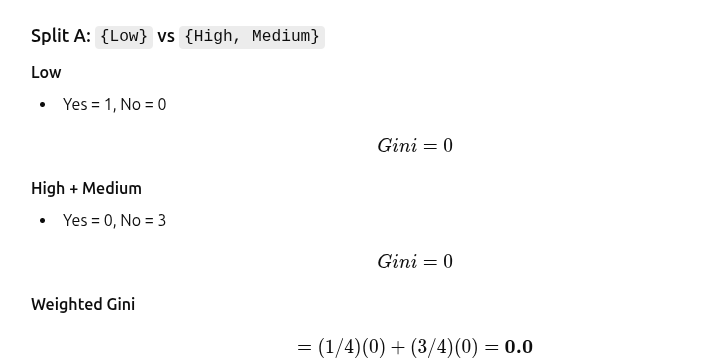 Split A: {Low} vs {High, Medium}
Low
• Yes = 1, No = 0
Gini = 0
High + Medium
• Yes = 0, No = 3
Gini = 0
Weighted Gini
= (1/4)(0) + (3/4)(0) = 0.0